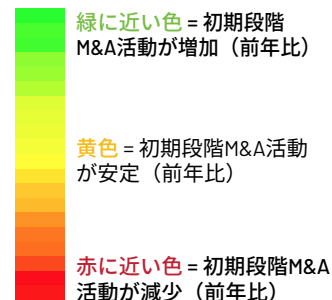 緑に近い色 = 初期段階
M&A活動が増加（前年比）
黄色 = 初期段階M&A活動
が安定（前年比）
赤に近い色 = 初期段階M&A
活動が減少（前年比）